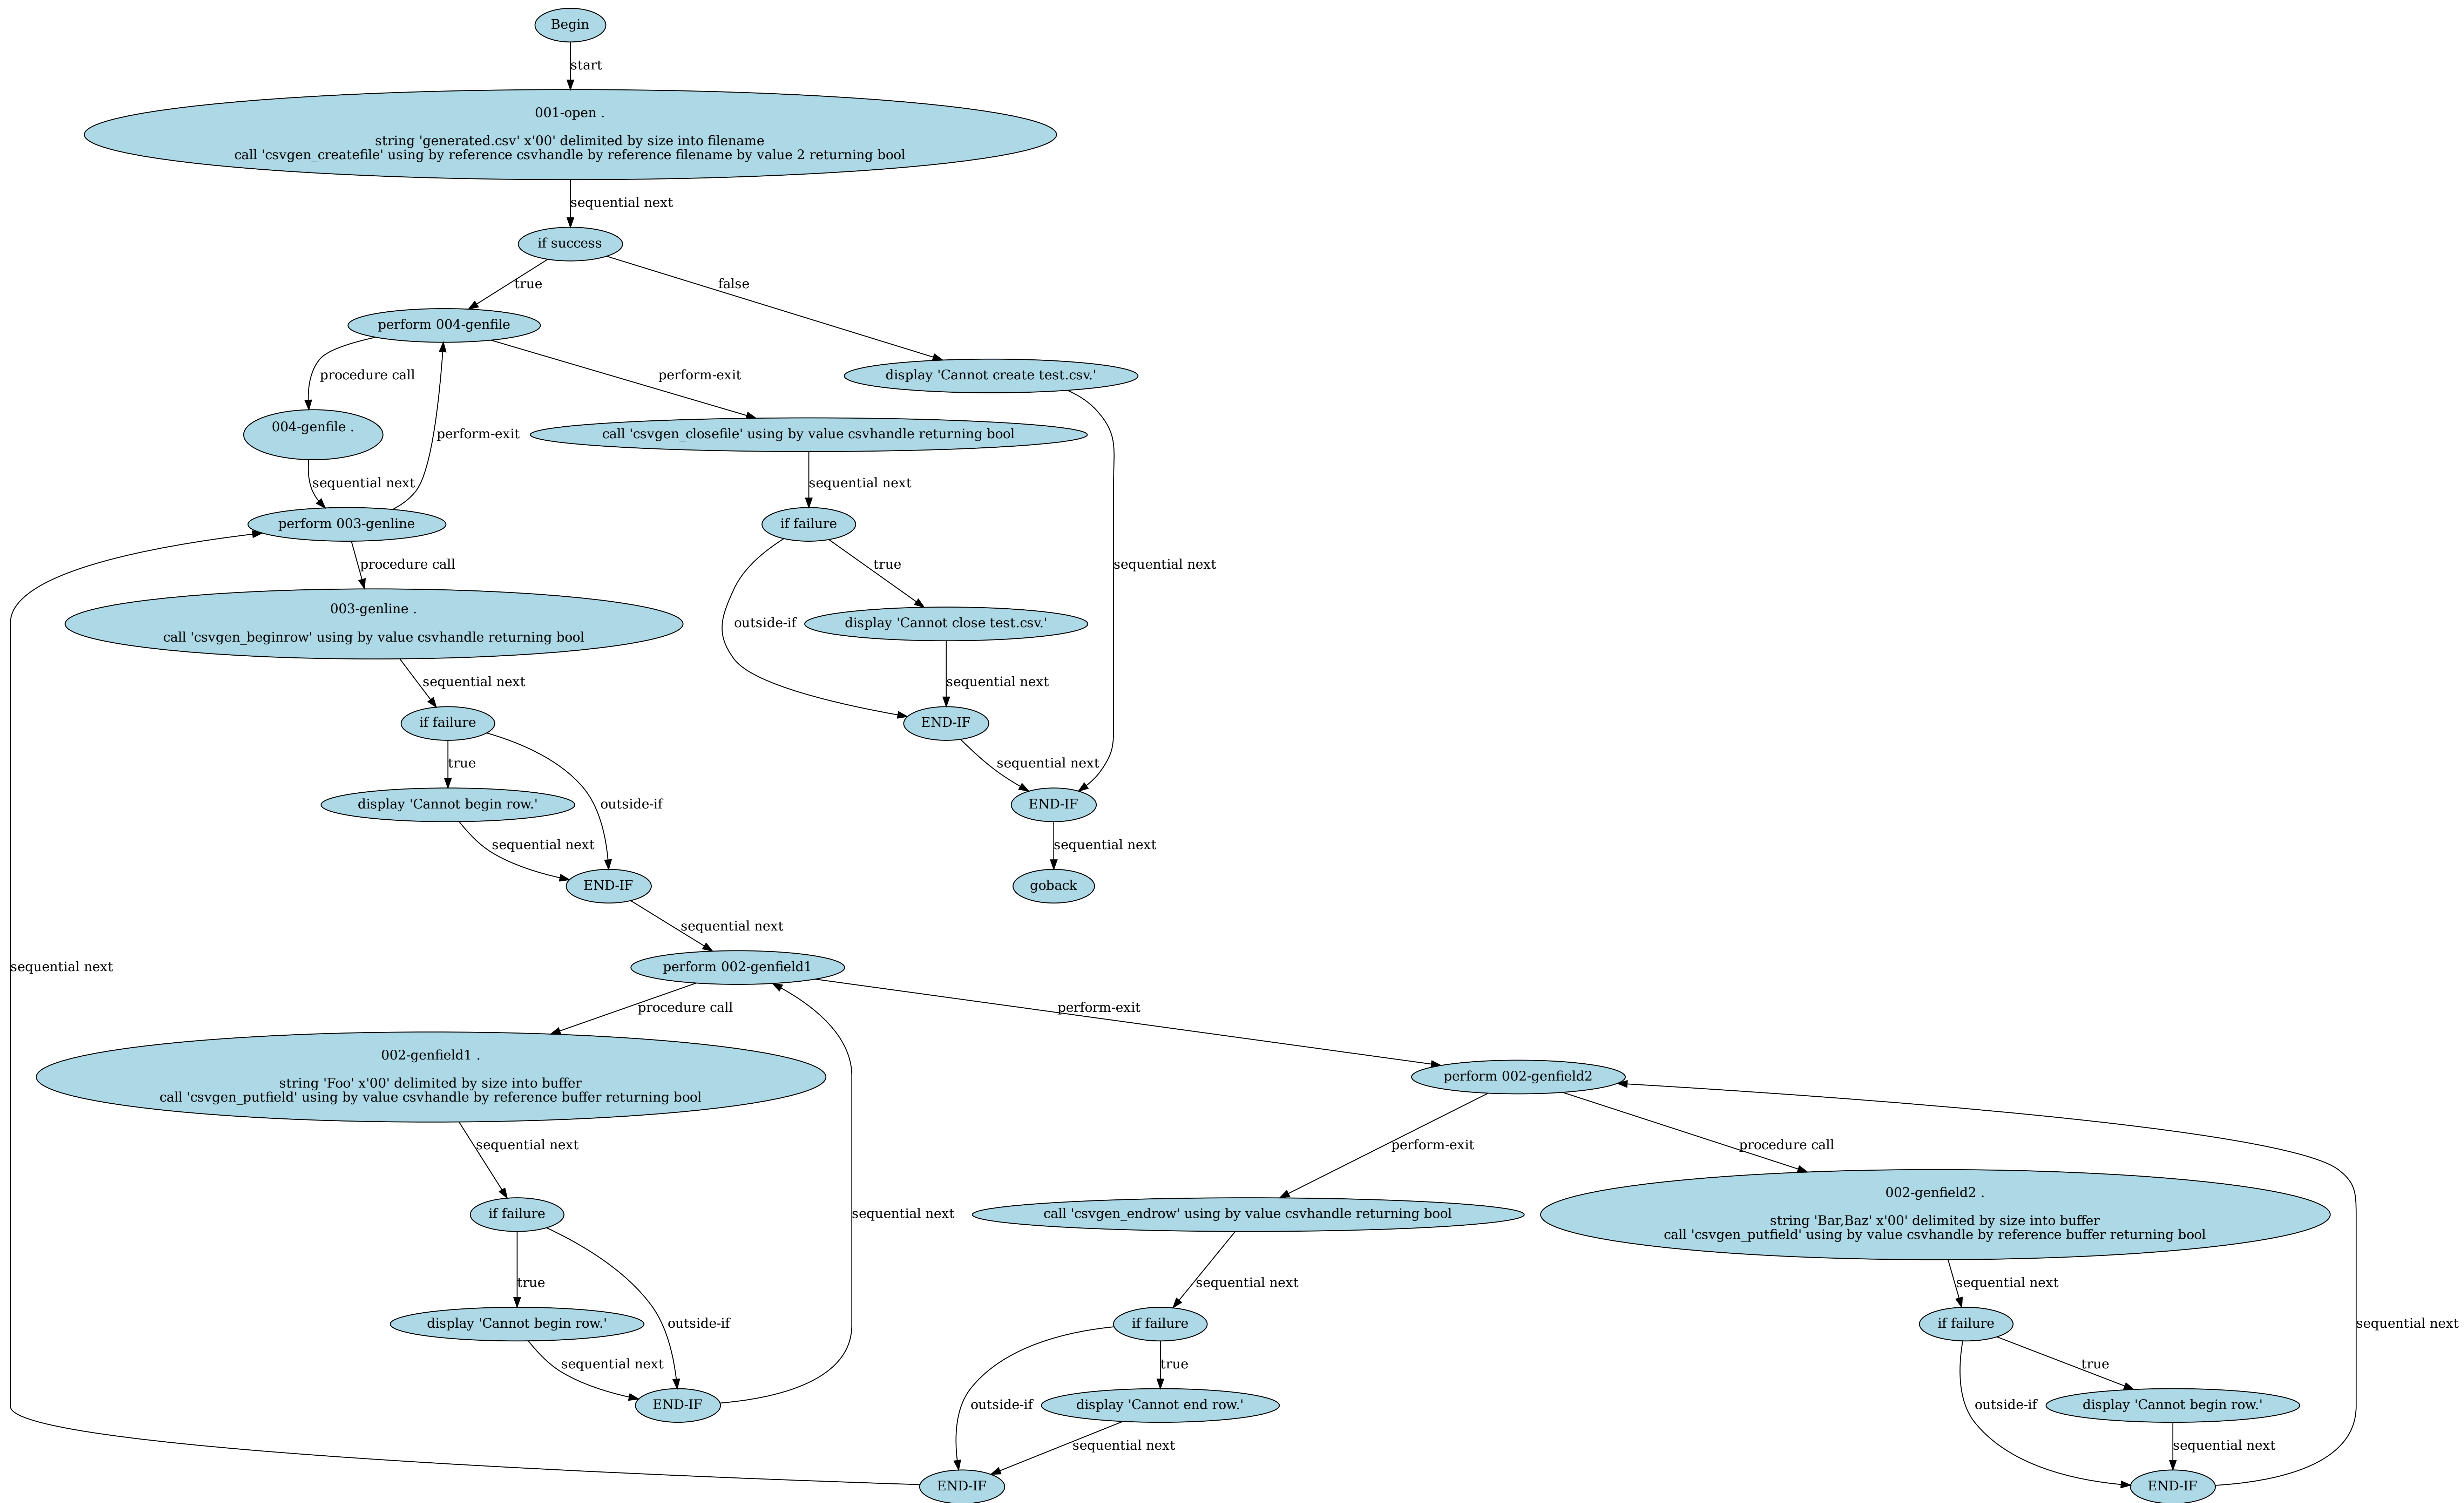 Begin
start
001-open .
string 'generated.csv' x'00' delimited by size into filename
call 'csvgen_createfile' using by reference csvhandle by reference filename by value 2 returning bool
sequential next
if success
true
false
perform 004-genfile
procedure call
perform-exit
display 'Cannot create test.csv.'
004-genfile .
perform-exit
call 'csvgen_closefile' using by value csvhandle returning bool
sequential next
sequential next
perform 003-genline
if failure
procedure call
true
sequential next
003-genline .
call 'csvgen_beginrow' using by value csvhandle returning bool
outside-if
display 'Cannot close test.csv.'
sequential next
sequential next
if failure
END-IF
true
sequential next
display 'Cannot begin row.'
outside-if
END-IF
sequential next
sequential next
END-IF
goback
sequential next
sequential next
perform 002-genfield1
procedure call
perform-exit
002-genfield1 .
string 'Foo' x'00' delimited by size into buffer
call 'csvgen_putfield' using by value csvhandle by reference buffer returning bool
perform 002-genfield2
sequential next
perform-exit
procedure call
if failure
sequential next
call 'csvgen_endrow' using by value csvhandle returning bool
002-genfield2 .
string 'Bar,Baz' x'00' delimited by size into buffer
call 'csvgen_putfield' using by value csvhandle by reference buffer returning bool
true
sequential next
sequential next
display 'Cannot begin row.'
outside-if
if failure
if failure
sequential next
sequential next
true
true
END-IF
outside-if
display 'Cannot end row.'
outside-if
display 'Cannot begin row.'
sequential next
sequential next
END-IF
END-IF